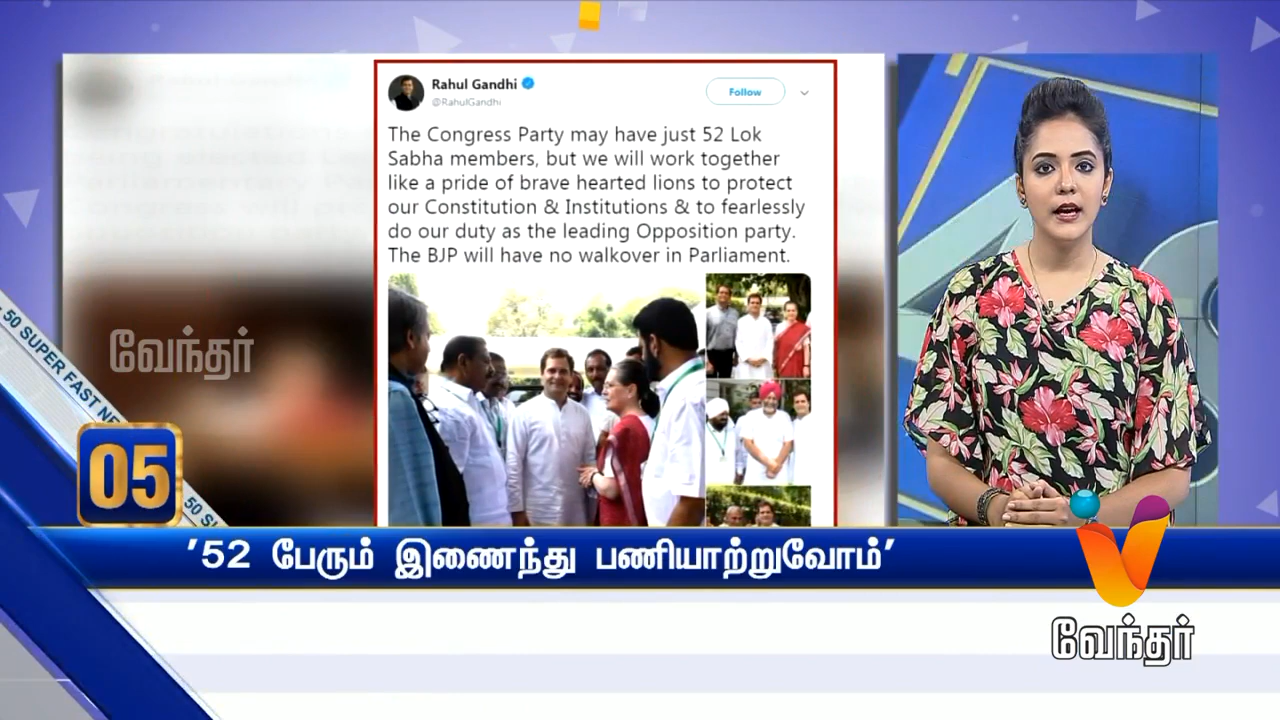 Rahul Gandhi
@RahulGandhi
Follow
The Congress Party may have just 52 Lok
Sabha members, but we will work together
like a pride of brave hearted lions to protect
our Constitution & Institutions & to fearlessly
do our duty as the leading Opposition party.
The BJP will have no walkover in Parliament.
வேந்தர்
50 SUPER FAST NE
05
50 SU
'52 பேரும் இணைந்து பணியாற்றுவோம்'
வேந்தர்